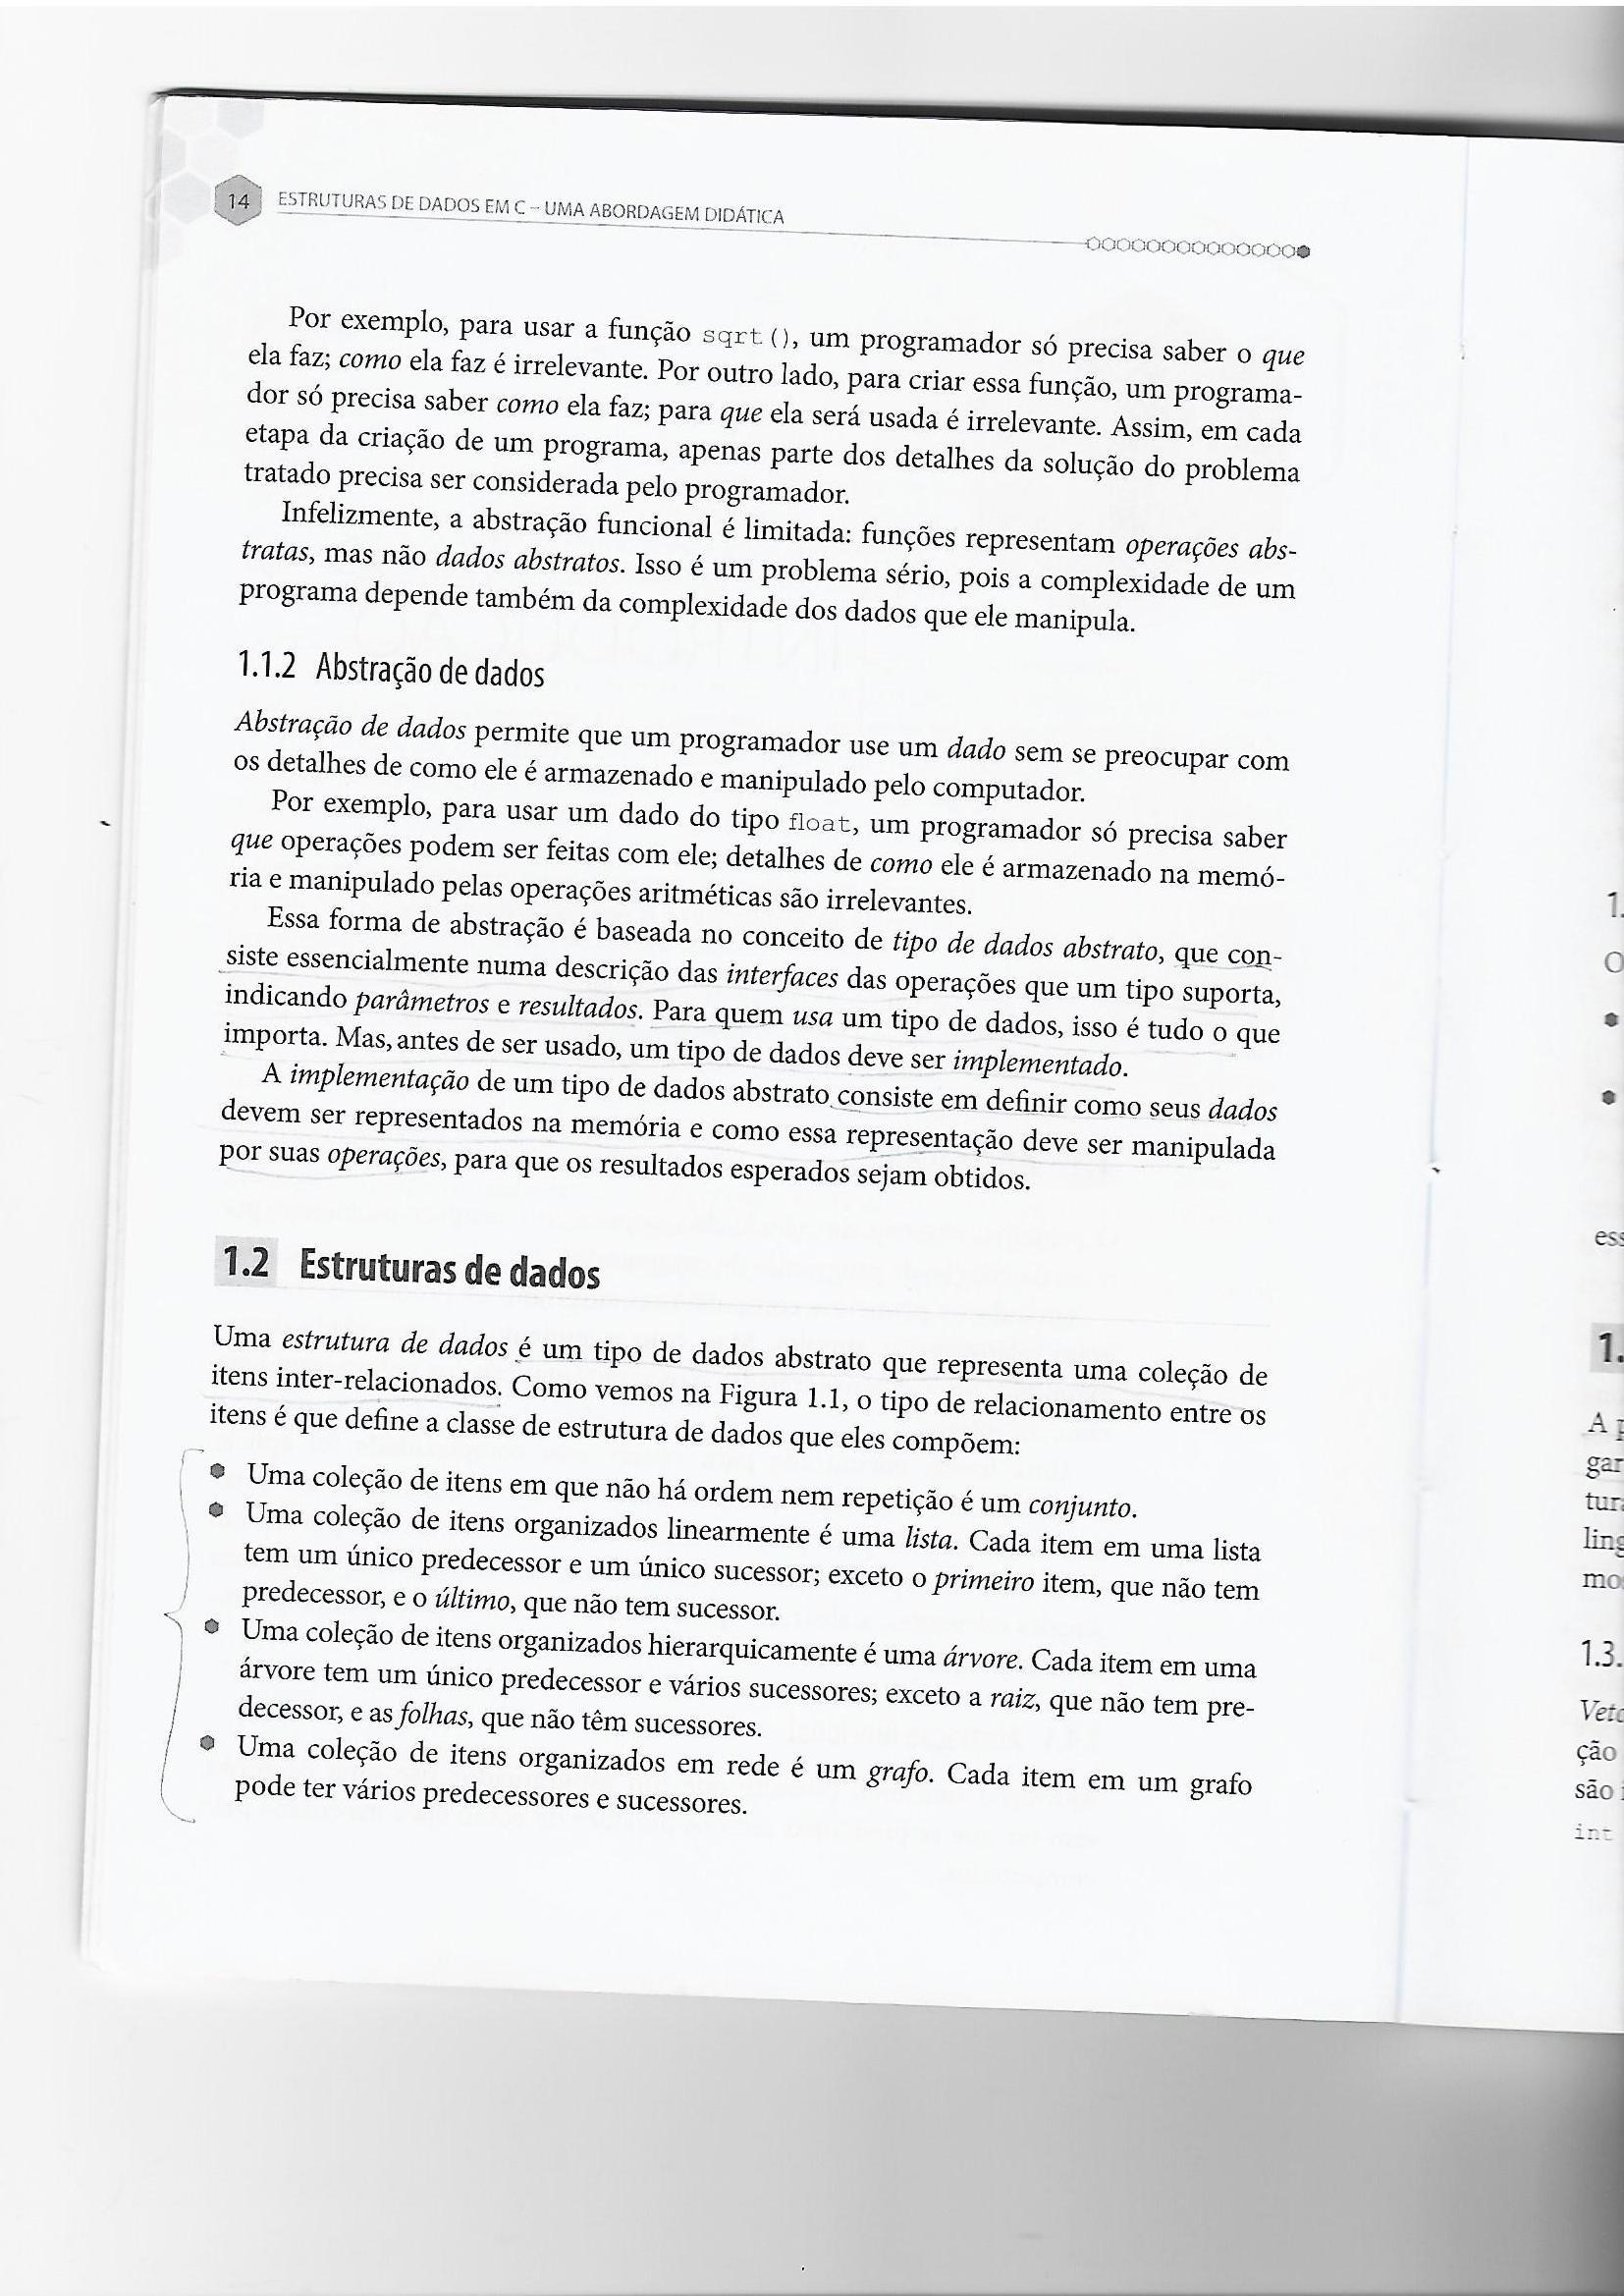 14 ESTRUTURAS DE DADOS EM C – UMA ABORDAGEM DIDÁTICA
Por exemplo, para usar a função sqrt(), um programador só precisa saber o que
ela faz; como ela faz é irrelevante. Por outro lado, para criar essa função, um programa-
dor só precisa saber como ela faz; para que ela será usada é irrelevante. Assim, em cada
etapa da criação de um programa, apenas parte dos detalhes da solução do problema
tratado precisa ser considerada pelo programador.
Infelizmente, a abstração funcional é limitada: funções representam operações abs-
tratas, mas não dados abstratos. Isso é um problema sério, pois a complexidade de um
programa depende também da complexidade dos dados que ele manipula.
1.1.2 Abstração de dados
Abstração de dados permite que um programador use um dado sem se preocupar com
os detalhes de como ele é armazenado e manipulado pelo computador.
Por exemplo, para usar um dado do tipo float, um programador só precisa saber
que operações podem ser feitas com ele; detalhes de como ele é armazenado na memó-
ria e manipulado pelas operações aritméticas são irrelevantes.
Essa forma de abstração é baseada no conceito de tipo de dados abstrato, que con-
siste essencialmente numa descrição das interfaces das operações que um tipo suporta,
indicando parâmetros e resultados. Para quem usa um tipo de dados, isso é tudo o que
importa. Mas, antes de ser usado, um tipo de dados deve ser implementado.
A implementação de um tipo de dados abstrato consiste em definir como seus dados
devem ser representados na memória e como essa representação deve ser manipulada
por suas operações, para que os resultados esperados sejam obtidos.
1.2 Estruturas de dados
Uma estrutura de dados é um tipo de dados abstrato que representa uma coleção de
itens inter-relacionados. Como vemos na Figura 1.1, o tipo de relacionamento entre os
itens é que define a classe de estrutura de dados que eles compõem:
• Uma coleção de itens em que não há ordem nem repetição é um conjunto.
• Uma coleção de itens organizados linearmente é uma lista. Cada item em uma lista
tem um único predecessor e um único sucessor; exceto o primeiro item, que não tem
predecessor, e o último, que não tem sucessor.
• Uma coleção de itens organizados hierarquicamente é uma árvore. Cada item em uma
árvore tem um único predecessor e vários sucessores; exceto a raiz, que não tem pre-
decessor, e as folhas, que não têm sucessores.
• Uma coleção de itens organizados em rede é um grafo. Cada item em um grafo
pode ter vários predecessores e sucessores.
1.
O
ess
1.
A p
gar
1.3.
ção
são
int